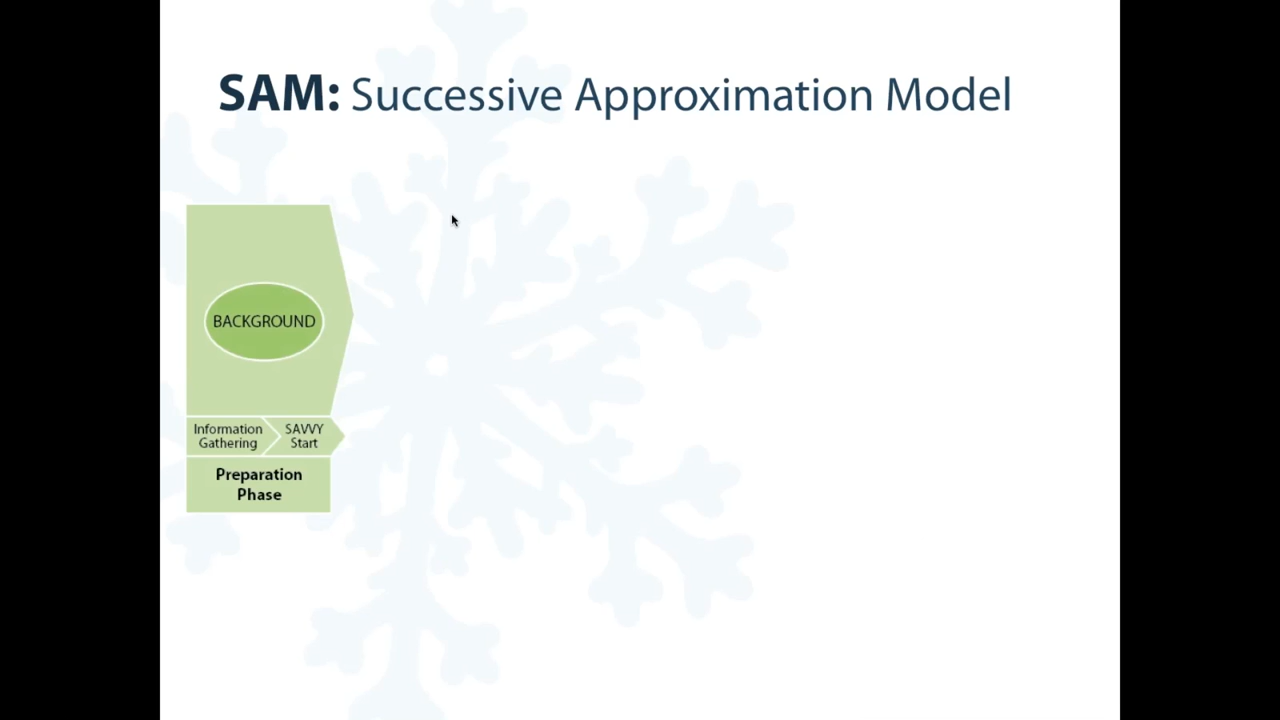 SAM: Successive Approximation Model
BACKGROUND
Information
Gathering
SAVVY
Start
Preparation
Phase